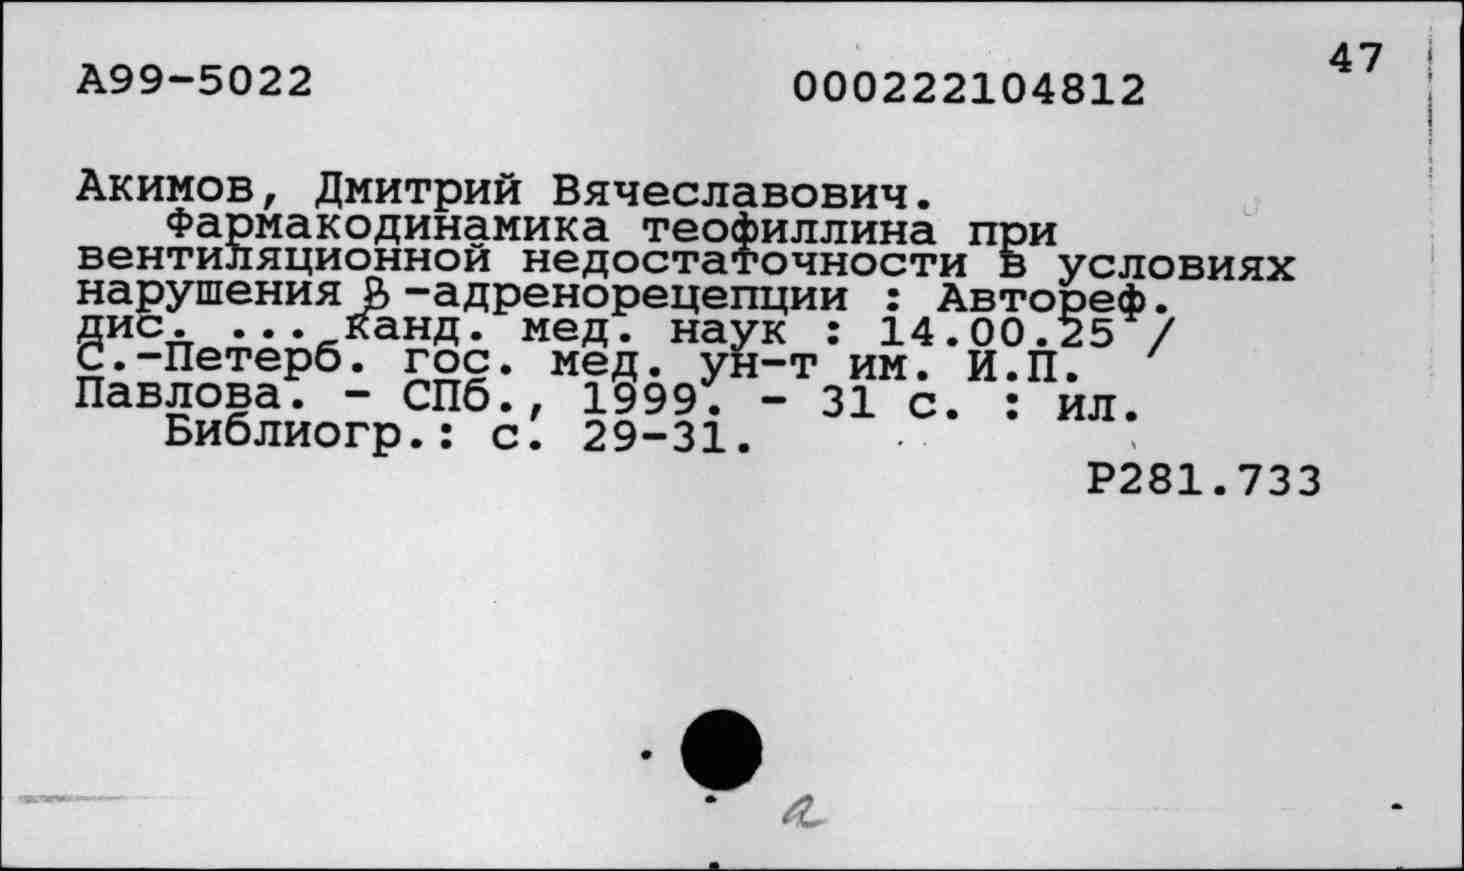 47
А99-5022 000222104812
Акимов, Дмитрий Вячеславович.
Фармакодинамика теофиллина при
вентиляционной недостаточности в условиях
нарушения β-адренорецепции : Автореф.
дис. ... канд. мед. наук : 14.00.25 /
С.-Петерб. гос. мед. ун-т им. И.П.
Павлова. - СПб., 1999. - 31 с. : ил.
Библиогр.: с. 29-31.
Р281.733
а